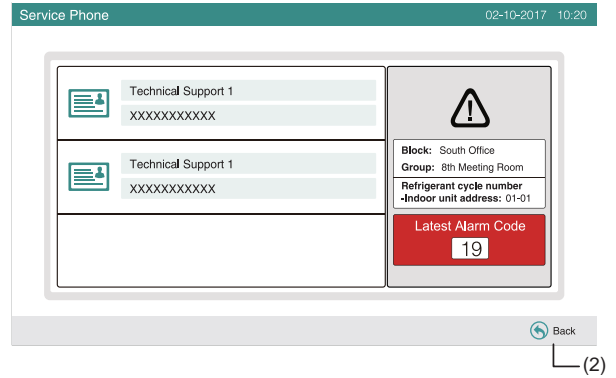 Service Phone 02-10-2017 10:20
Technical Support 1
XXXXXXXXXXX
Technical Support 1
XXXXXXXXXXX
Block: South Office
Group: 8th Meeting Room
Refrigerant cycle number
-Indoor unit address: 01-01
Latest Alarm Code
19
Back
(2)